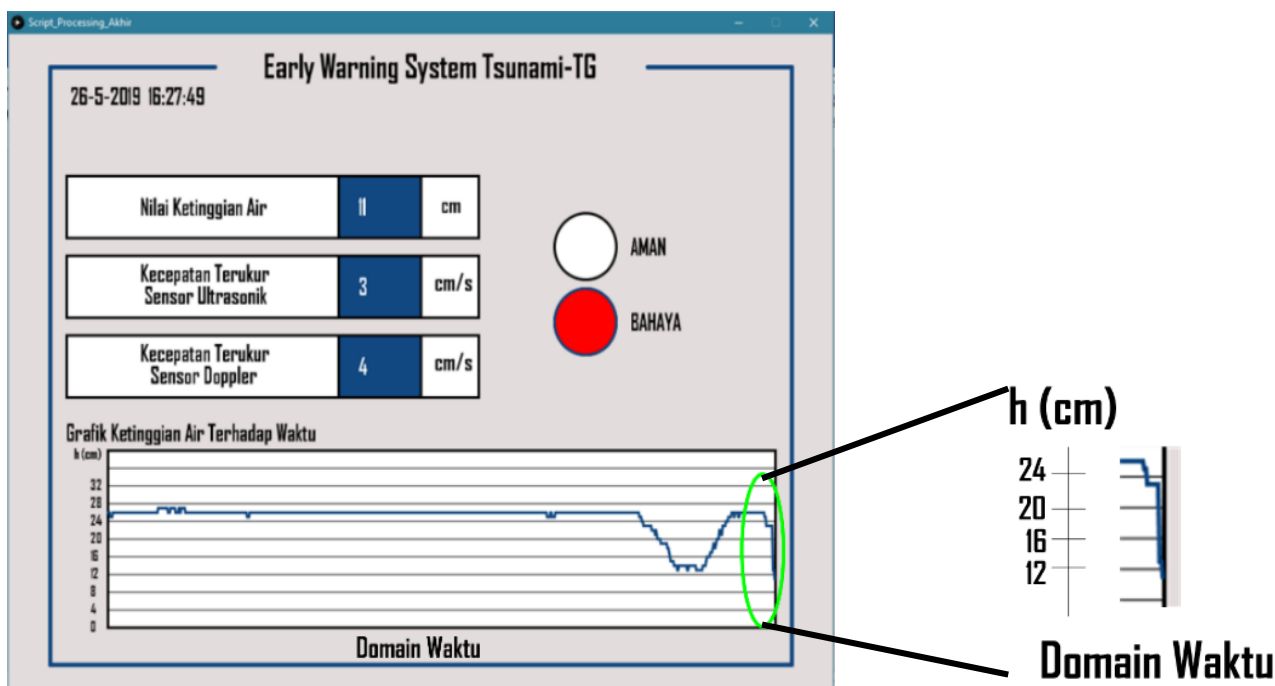 Script_Processing_Akhir
Early Warning System Tsunami-TG
26-5-2019 16:27:49
Nilai Ketinggian Air
11
cm
Kecepatan Terukur
Sensor Ultrasonik
3
cm/s
Kecepatan Terukur
Sensor Doppler
4
cm/s
AMAN
BAHAYA
Grafik Ketinggian Air Terhadap Waktu
h (cm)
32
28
24
20
16
12
8
4
0
Domain Waktu
h (cm)
24
20
16
12
Domain Waktu